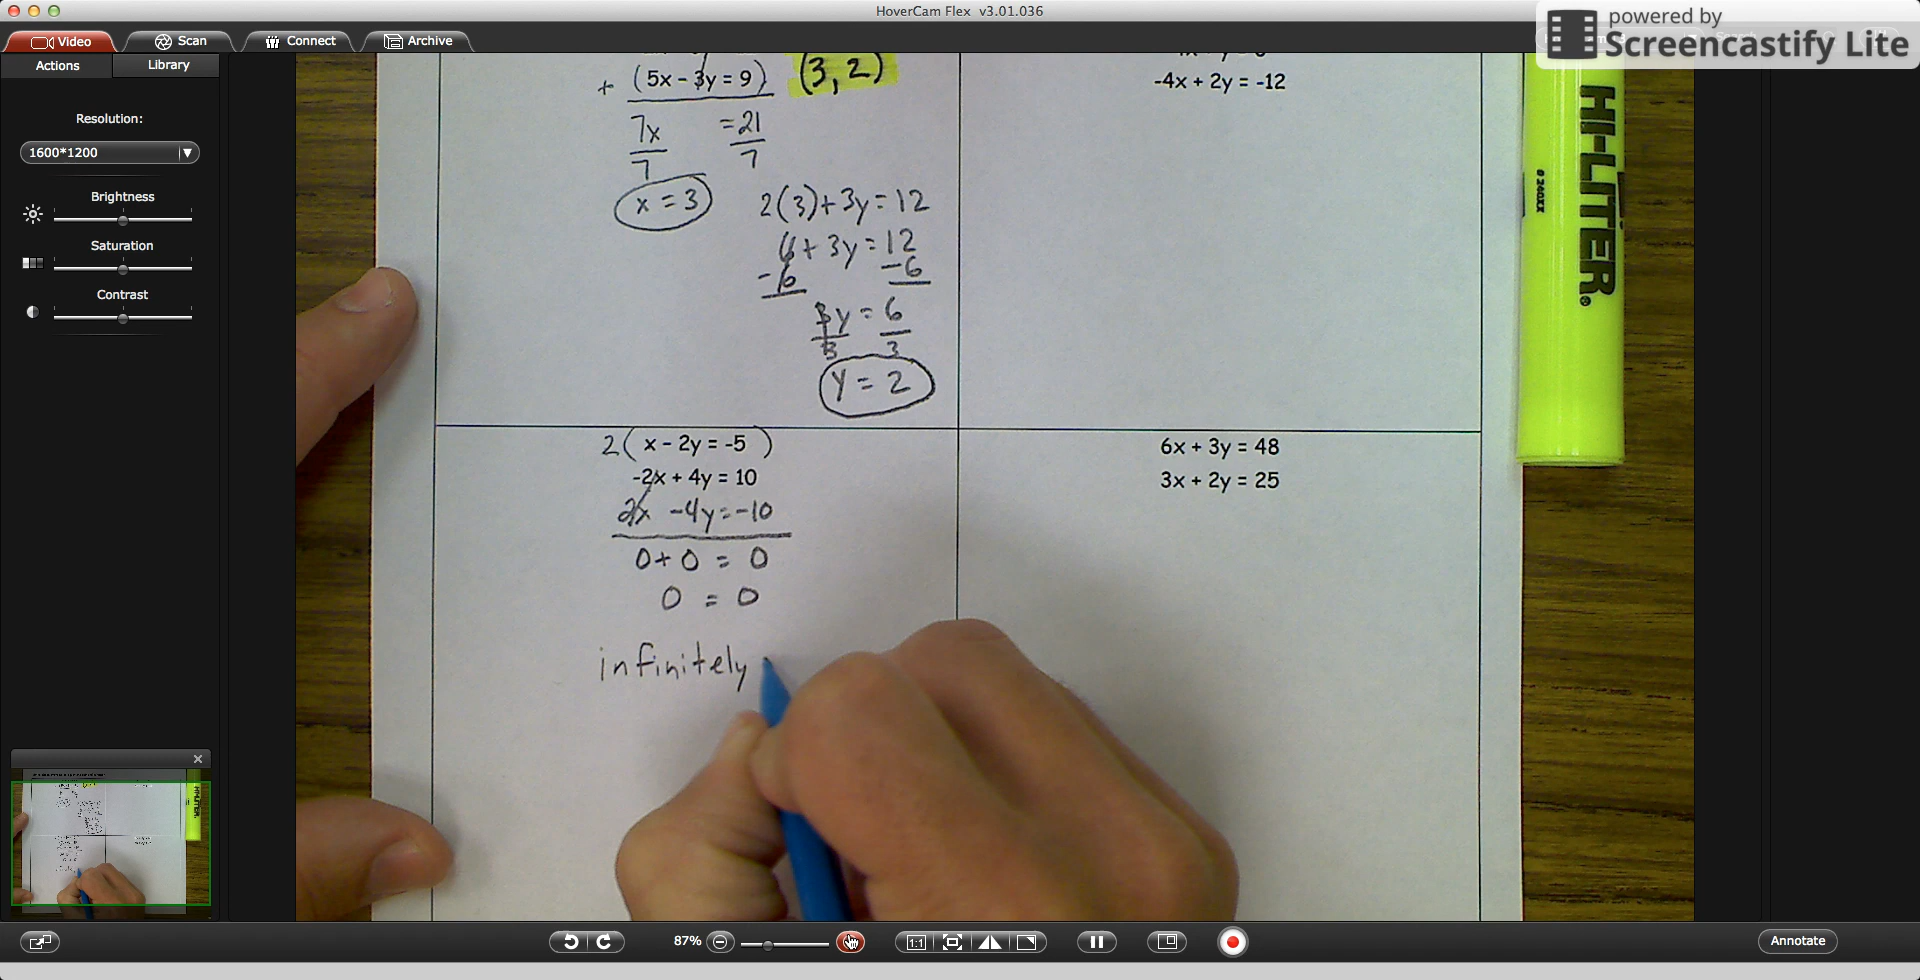 HoverCam Flex v3.01.036
powered by
Screencastify Lite
Video
Scan
Connect
Archive
Actions
Library
Resolution:
1600*1200
Brightness
Saturation
Contrast
+ (5x - 3y = 9) (3, 2)
7x = 21
7 7
x = 3
2(3) + 3y = 12
6 + 3y = 12
-6 -6
3y = 6
3 3
y = 2
-4x + 2y = -12
2( x - 2y = -5 )
-2x + 4y = 10
2x - 4y = -10
0 + 0 = 0
0 = 0
infinitely
6x + 3y = 48
3x + 2y = 25
HI-LITER®
87%
1:1
Annotate